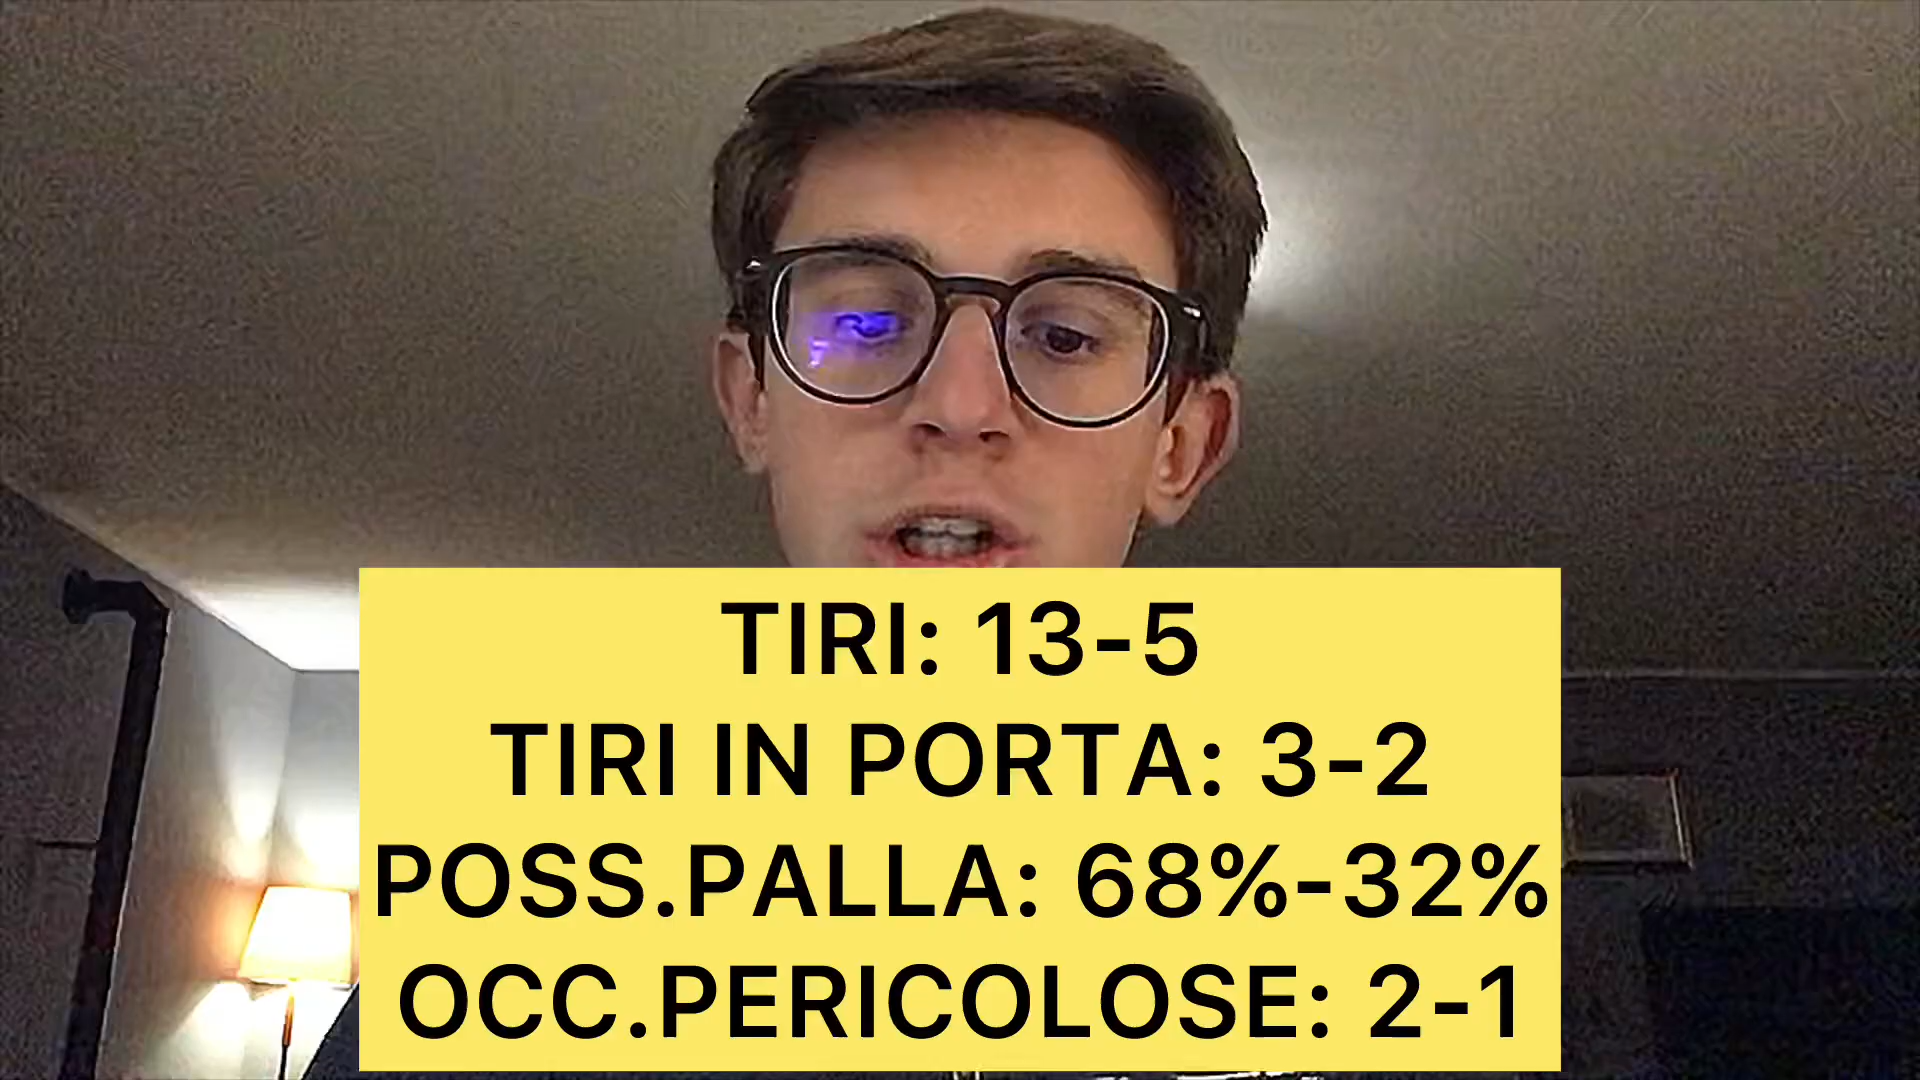 TIRI: 13-5
TIRI IN PORTA: 3-2
POSS.PALLA: 68%-32%
OCC.PERICOLOSE: 2-1